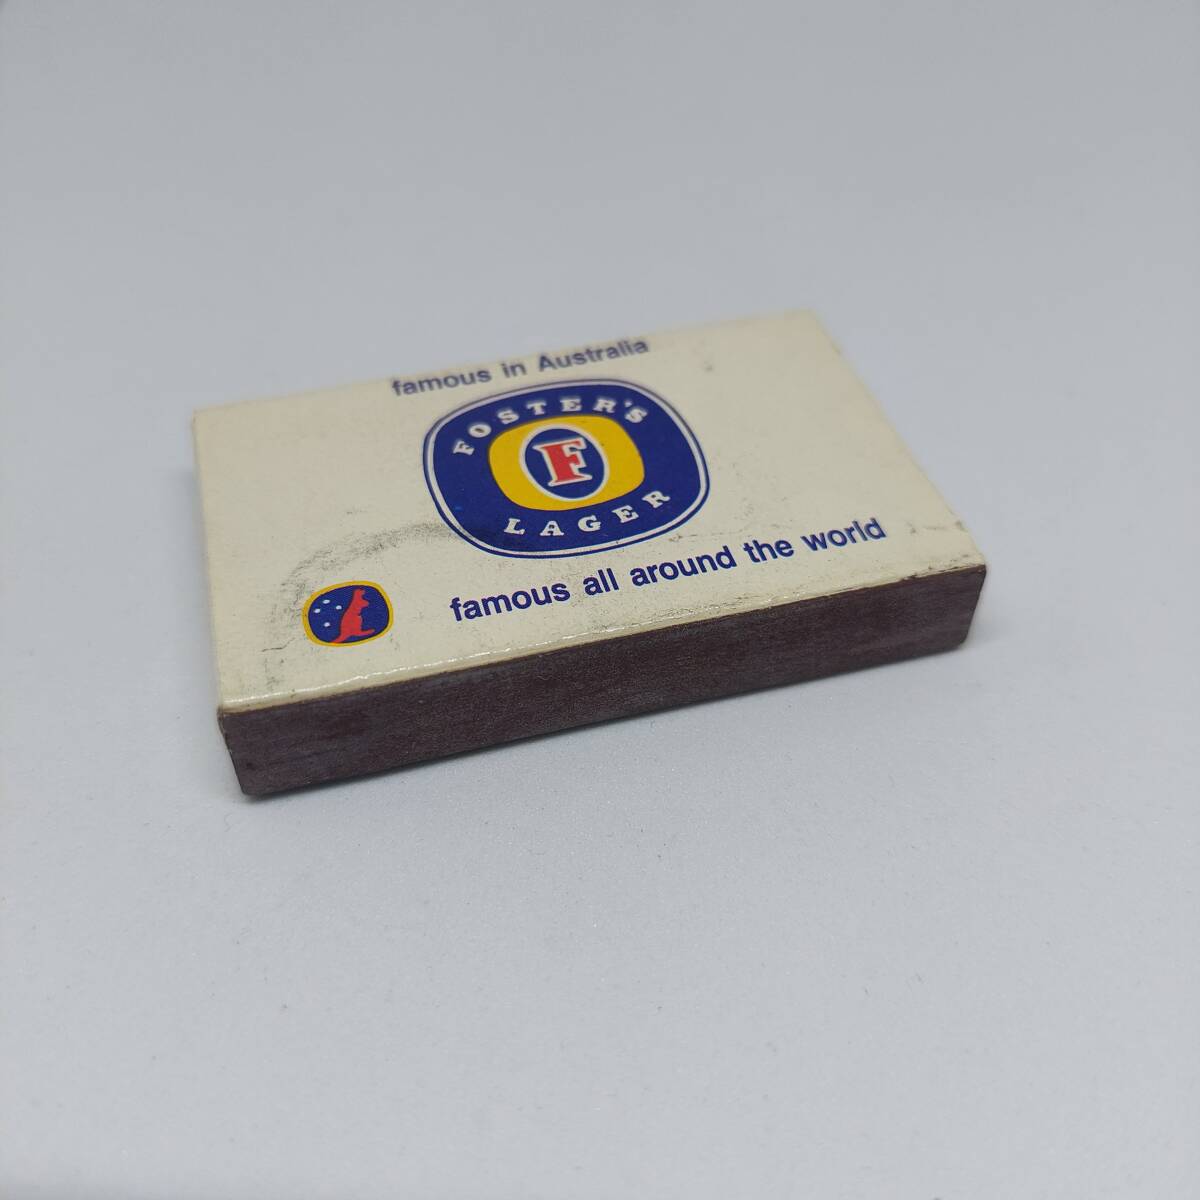 famous in Australia
FOSTER'S
F
LAGER
famous all around the world